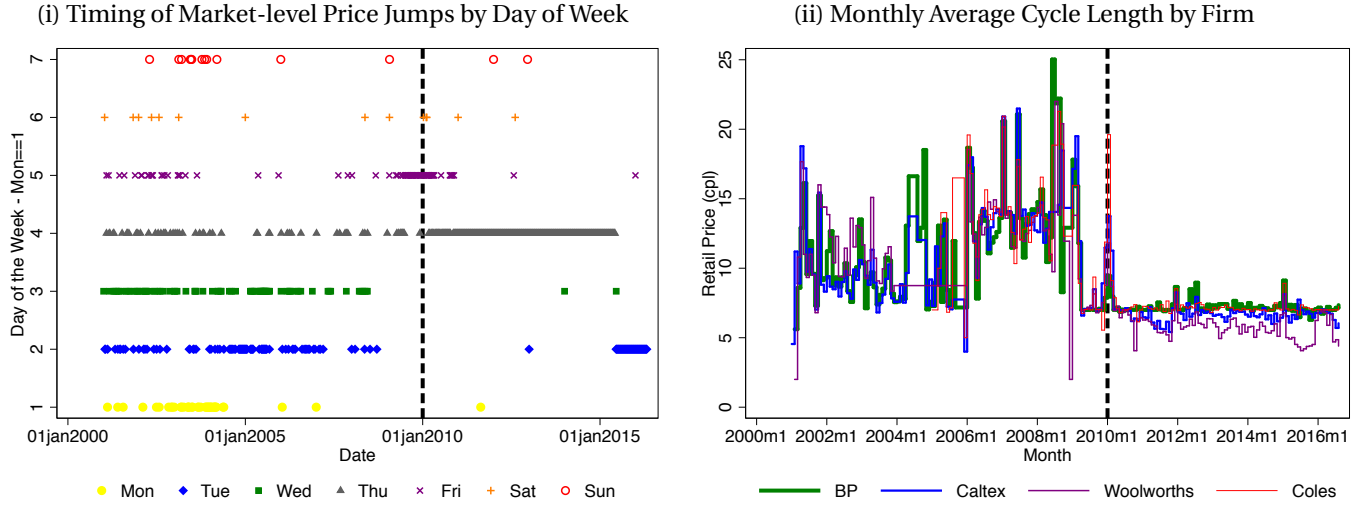 (i) Timing of Market-level Price Jumps by Day of Week
Day of the Week - Mon==1
7
6
5
4
3
2
1
01jan2000
01jan2005
01jan2010
01jan2015
Date
Mon
Tue
Wed
Thu
Fri
Sat
Sun
(ii) Monthly Average Cycle Length by Firm
Retail Price (cpl)
25
20
15
10
5
0
2000m1
2002m1
2004m1
2006m1
2008m1
2010m1
2012m1
2014m1
2016m1
Month
BP
Caltex
Woolworths
Coles